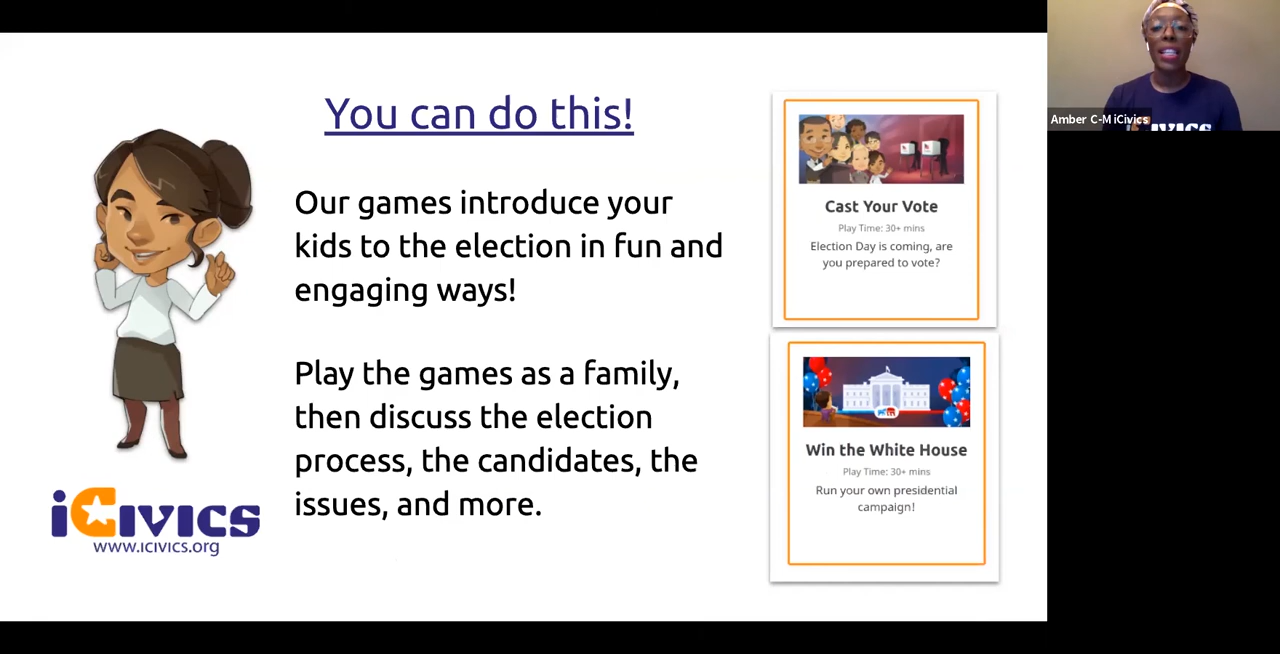 You can do this!
Our games introduce your
kids to the election in fun and
engaging ways!
Play the games as a family,
then discuss the election
process, the candidates, the
issues, and more.
iCivics
www.icivics.org
Cast Your Vote
Play Time: 30+ mins
Election Day is coming, are
you prepared to vote?
Win the White House
Play Time: 30+ mins
Run your own presidential
campaign!
Amber C-M iCivics